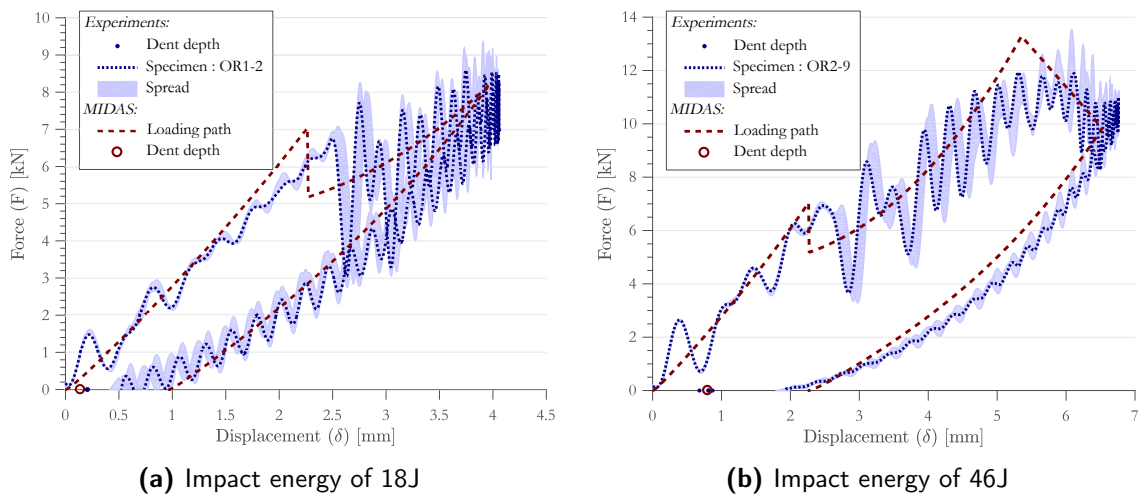 Experiments:
Dent depth
Specimen : OR1-2
Spread
MIDAS:
Loading path
Dent depth
Force (F) [kN]
10
9
8
7
6
5
4
3
2
1
0
0 0.5 1 1.5 2 2.5 3 3.5 4 4.5
Displacement (δ) [mm]
(a) Impact energy of 18J
Experiments:
Dent depth
Specimen : OR2-9
Spread
MIDAS:
Loading path
Dent depth
Force (F) [kN]
14
12
10
8
6
4
2
0
0 1 2 3 4 5 6 7
Displacement (δ) [mm]
(b) Impact energy of 46J